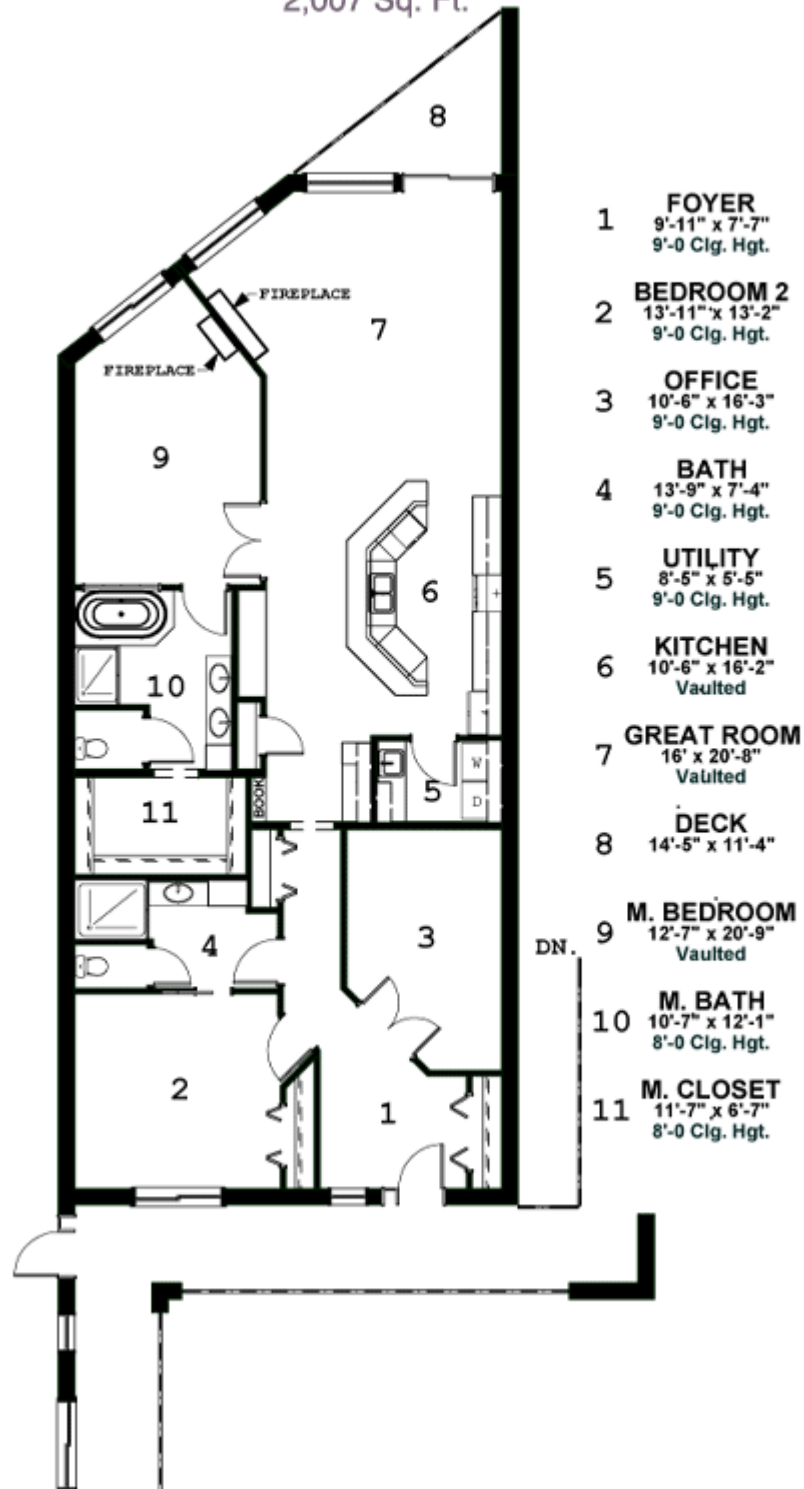 2,007 Sq. Ft.
8
1 FOYER
9'-11" x 7'-7"
9'-0 Clg. Hgt.
FIREPLACE
2 BEDROOM 2
13'-11" x 13'-2"
9'-0 Clg. Hgt.
7
FIREPLACE
3 OFFICE
10'-6" x 16'-3"
9'-0 Clg. Hgt.
9
4 BATH
13'-9" x 7'-4"
9'-0 Clg. Hgt.
5 UTILITY
8'-5" x 5'-5"
9'-0 Clg. Hgt.
6
6 KITCHEN
10'-6" x 16'-2"
Vaulted
10
7 GREAT ROOM
16' x 20'-8"
Vaulted
W
5
D
BOOK
11
8 DECK
14'-5" x 11'-4"
4
3
DN.
9 M. BEDROOM
12'-7" x 20'-9"
Vaulted
10 M. BATH
10'-7" x 12'-1"
8'-0 Clg. Hgt.
2
1
11 M. CLOSET
11'-7" x 6'-7"
8'-0 Clg. Hgt.